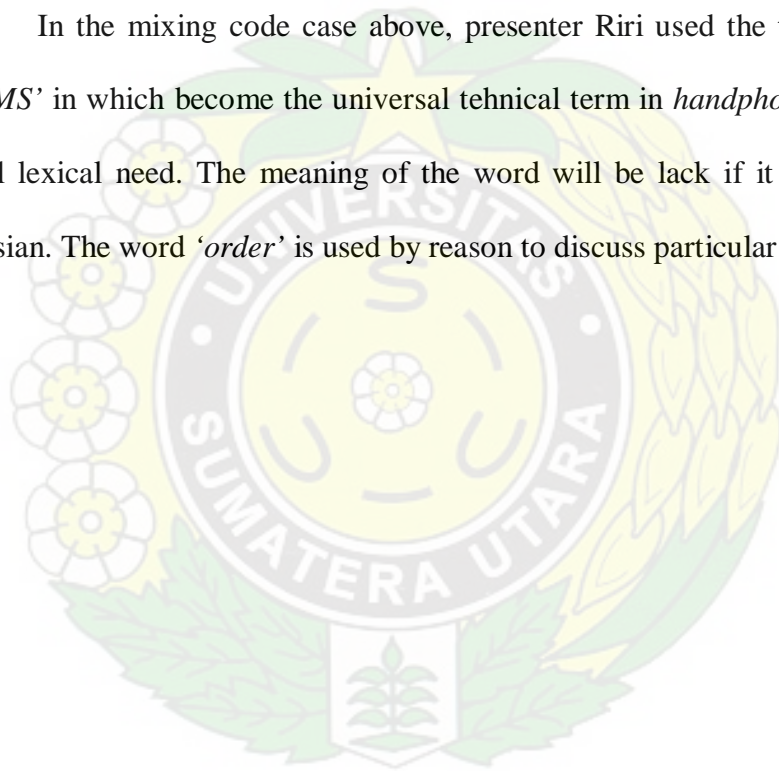 In the mixing code case above, presenter Riri used the
MS’ in which become the universal tehnical term in handpho
l lexical need. The meaning of the word will be lack if it
sian. The word ‘order’ is used by reason to discuss particular
UNIVERSITAS
SUMATERA UTARA